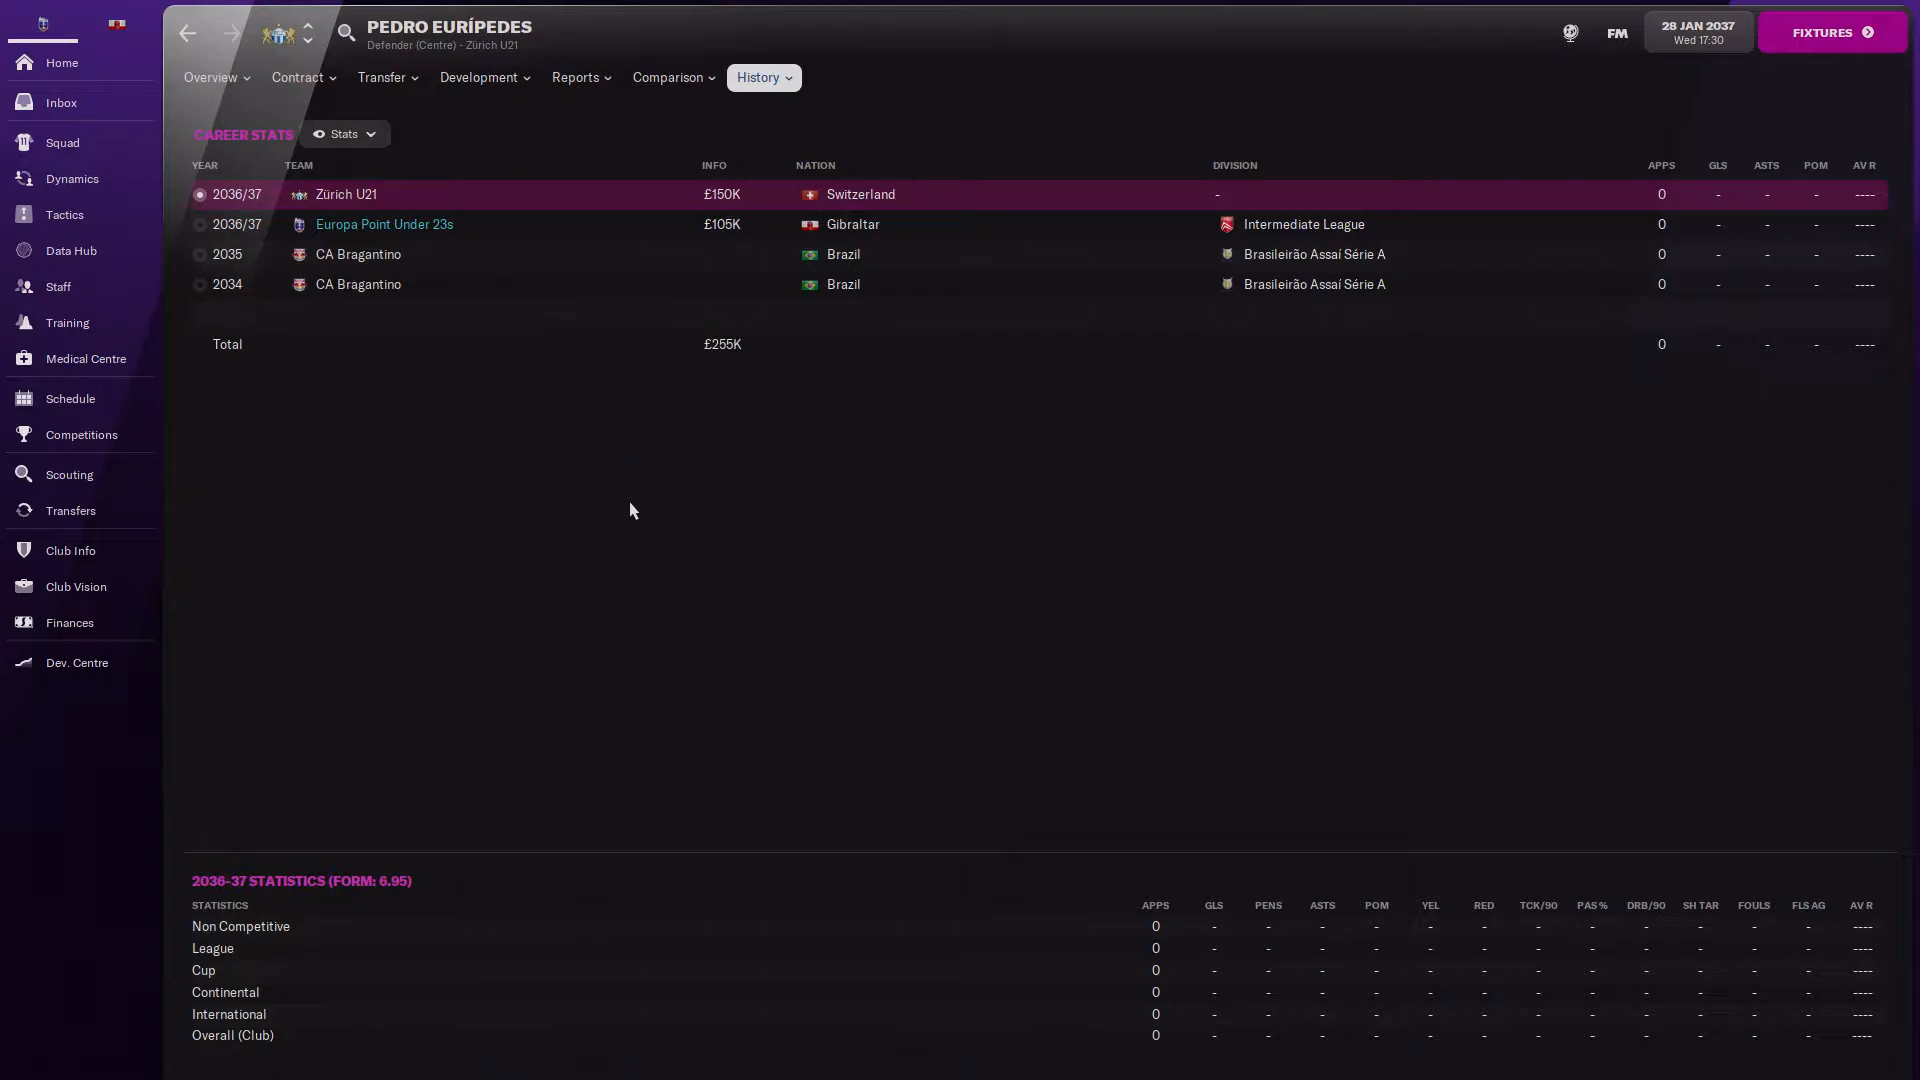 PEDRO EURÍPEDES
Defender (Centre) - Zürich U21
FM
28 JAN 2037
Wed 17:30
FIXTURES
Home
Inbox
Squad
Dynamics
Tactics
Data Hub
Staff
Training
Medical Centre
Schedule
Competitions
Scouting
Transfers
Club Info
Club Vision
Finances
Dev. Centre
Overview Contract Transfer Development Reports Comparison History
CAREER STATS Stats
YEAR TEAM INFO NATION DIVISION APPS GLS ASTS POM AV R
2036/37 Zürich U21 £150K Switzerland - 0 - - - ----
2036/37 Europa Point Under 23s £105K Gibraltar Intermediate League 0 - - - ----
2035 CA Bragantino Brazil Brasileirão Assaí Série A 0 - - - ----
2034 CA Bragantino Brazil Brasileirão Assaí Série A 0 - - - ----
Total £255K 0 - - - ----
2036-37 STATISTICS (FORM: 6.95)
STATISTICS APPS GLS PENS ASTS POM YEL RED TCK/90 PAS % DRB/90 SH TAR FOULS FLS AG AV R
Non Competitive 0 - - - - - - - - - - - - ----
League 0 - - - - - - - - - - - - ----
Cup 0 - - - - - - - - - - - - ----
Continental 0 - - - - - - - - - - - - ----
International 0 - - - - - - - - - - - - ----
Overall (Club) 0 - - - - - - - - - - - - ----